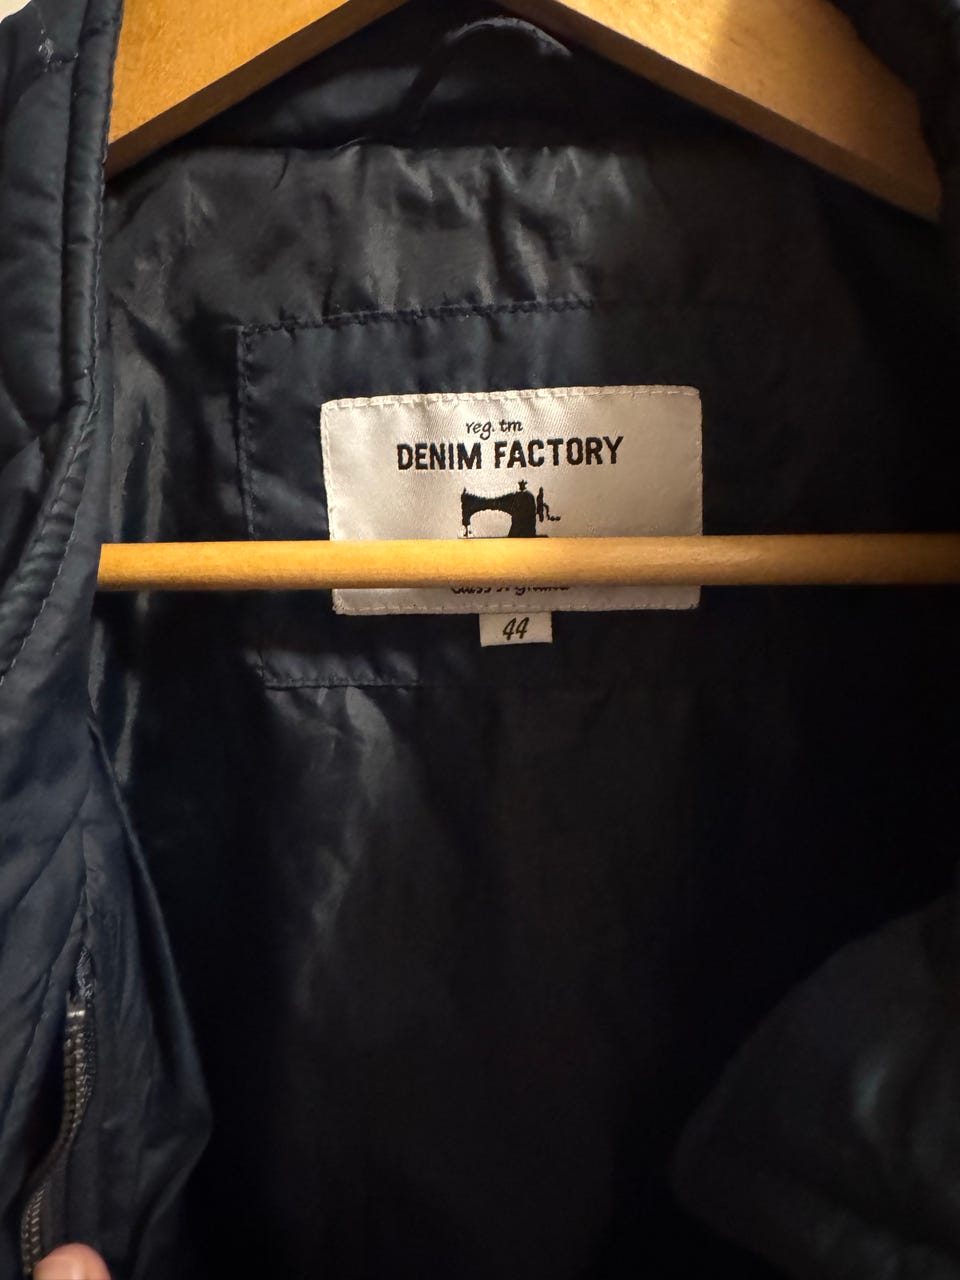 reg. tm
DENIM FACTORY
44